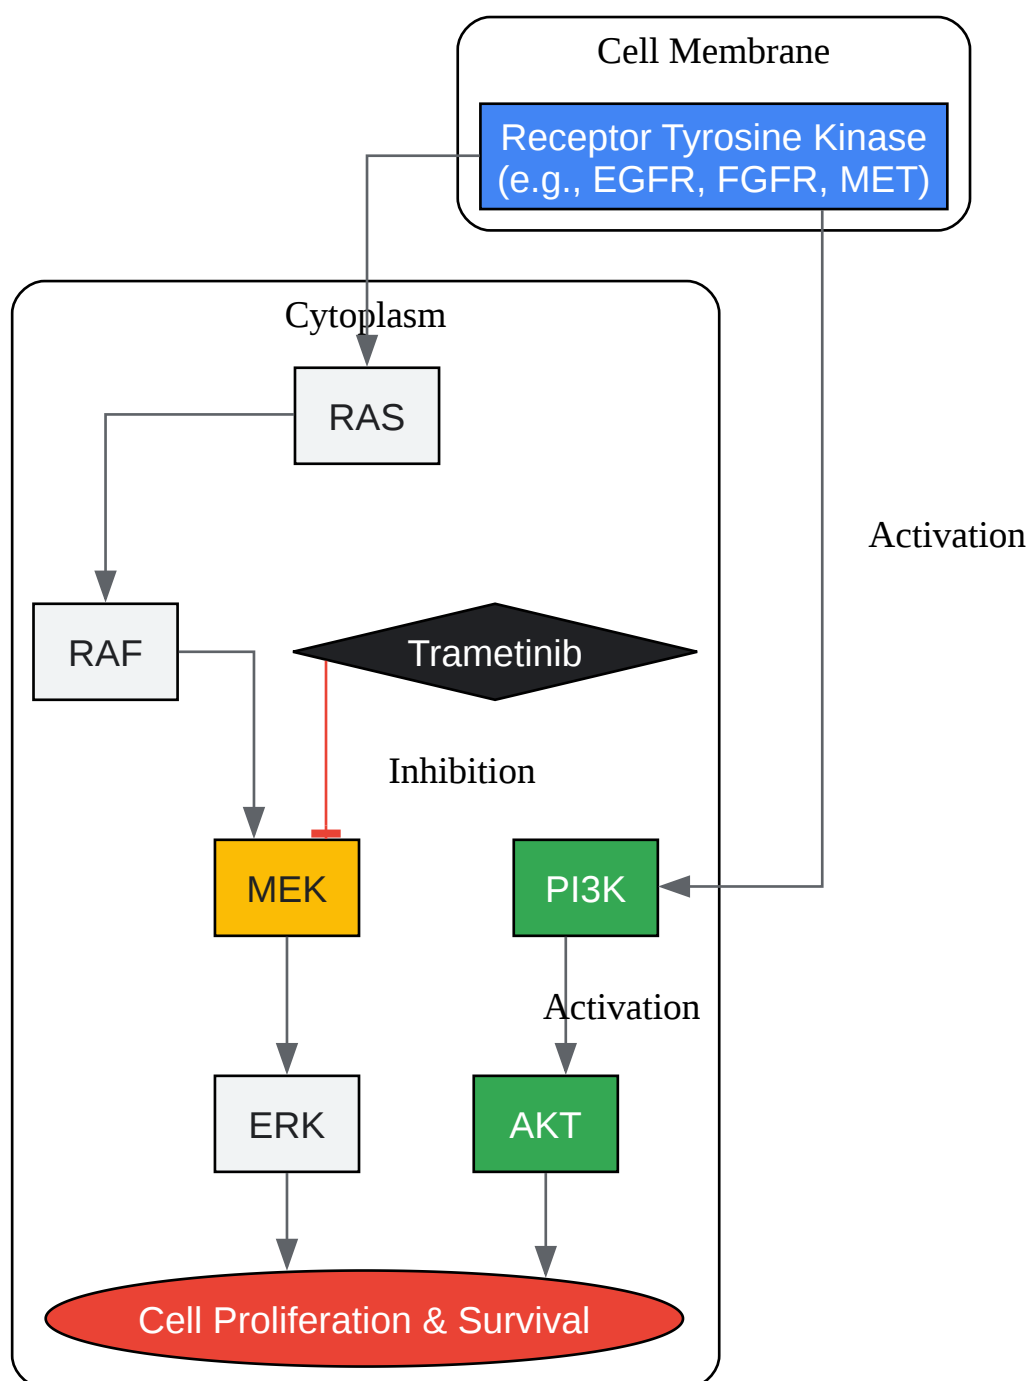 Cell Membrane
Receptor Tyrosine Kinase
(e.g., EGFR, FGFR, MET)
Cytoplasm
RAS
Activation
RAF
Trametinib
Inhibition
MEK
PI3K
Activation
ERK
AKT
Cell Proliferation & Survival